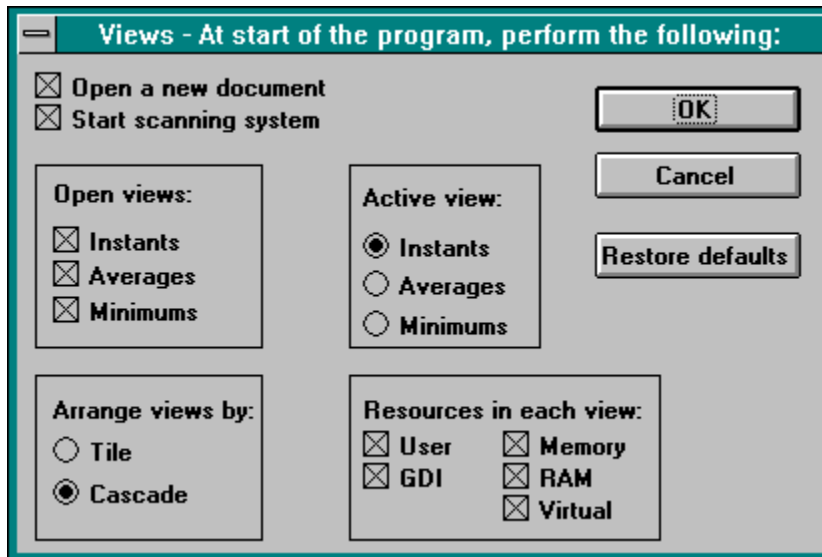 Views - At start of the program, perform the following:
Open a new document
Start scanning system
OK
Cancel
Restore defaults
Open views:
Instants
Averages
Minimums
Active view:
Instants
Averages
Minimums
Arrange views by:
Tile
Cascade
Resources in each view:
User
GDI
Memory
RAM
Virtual